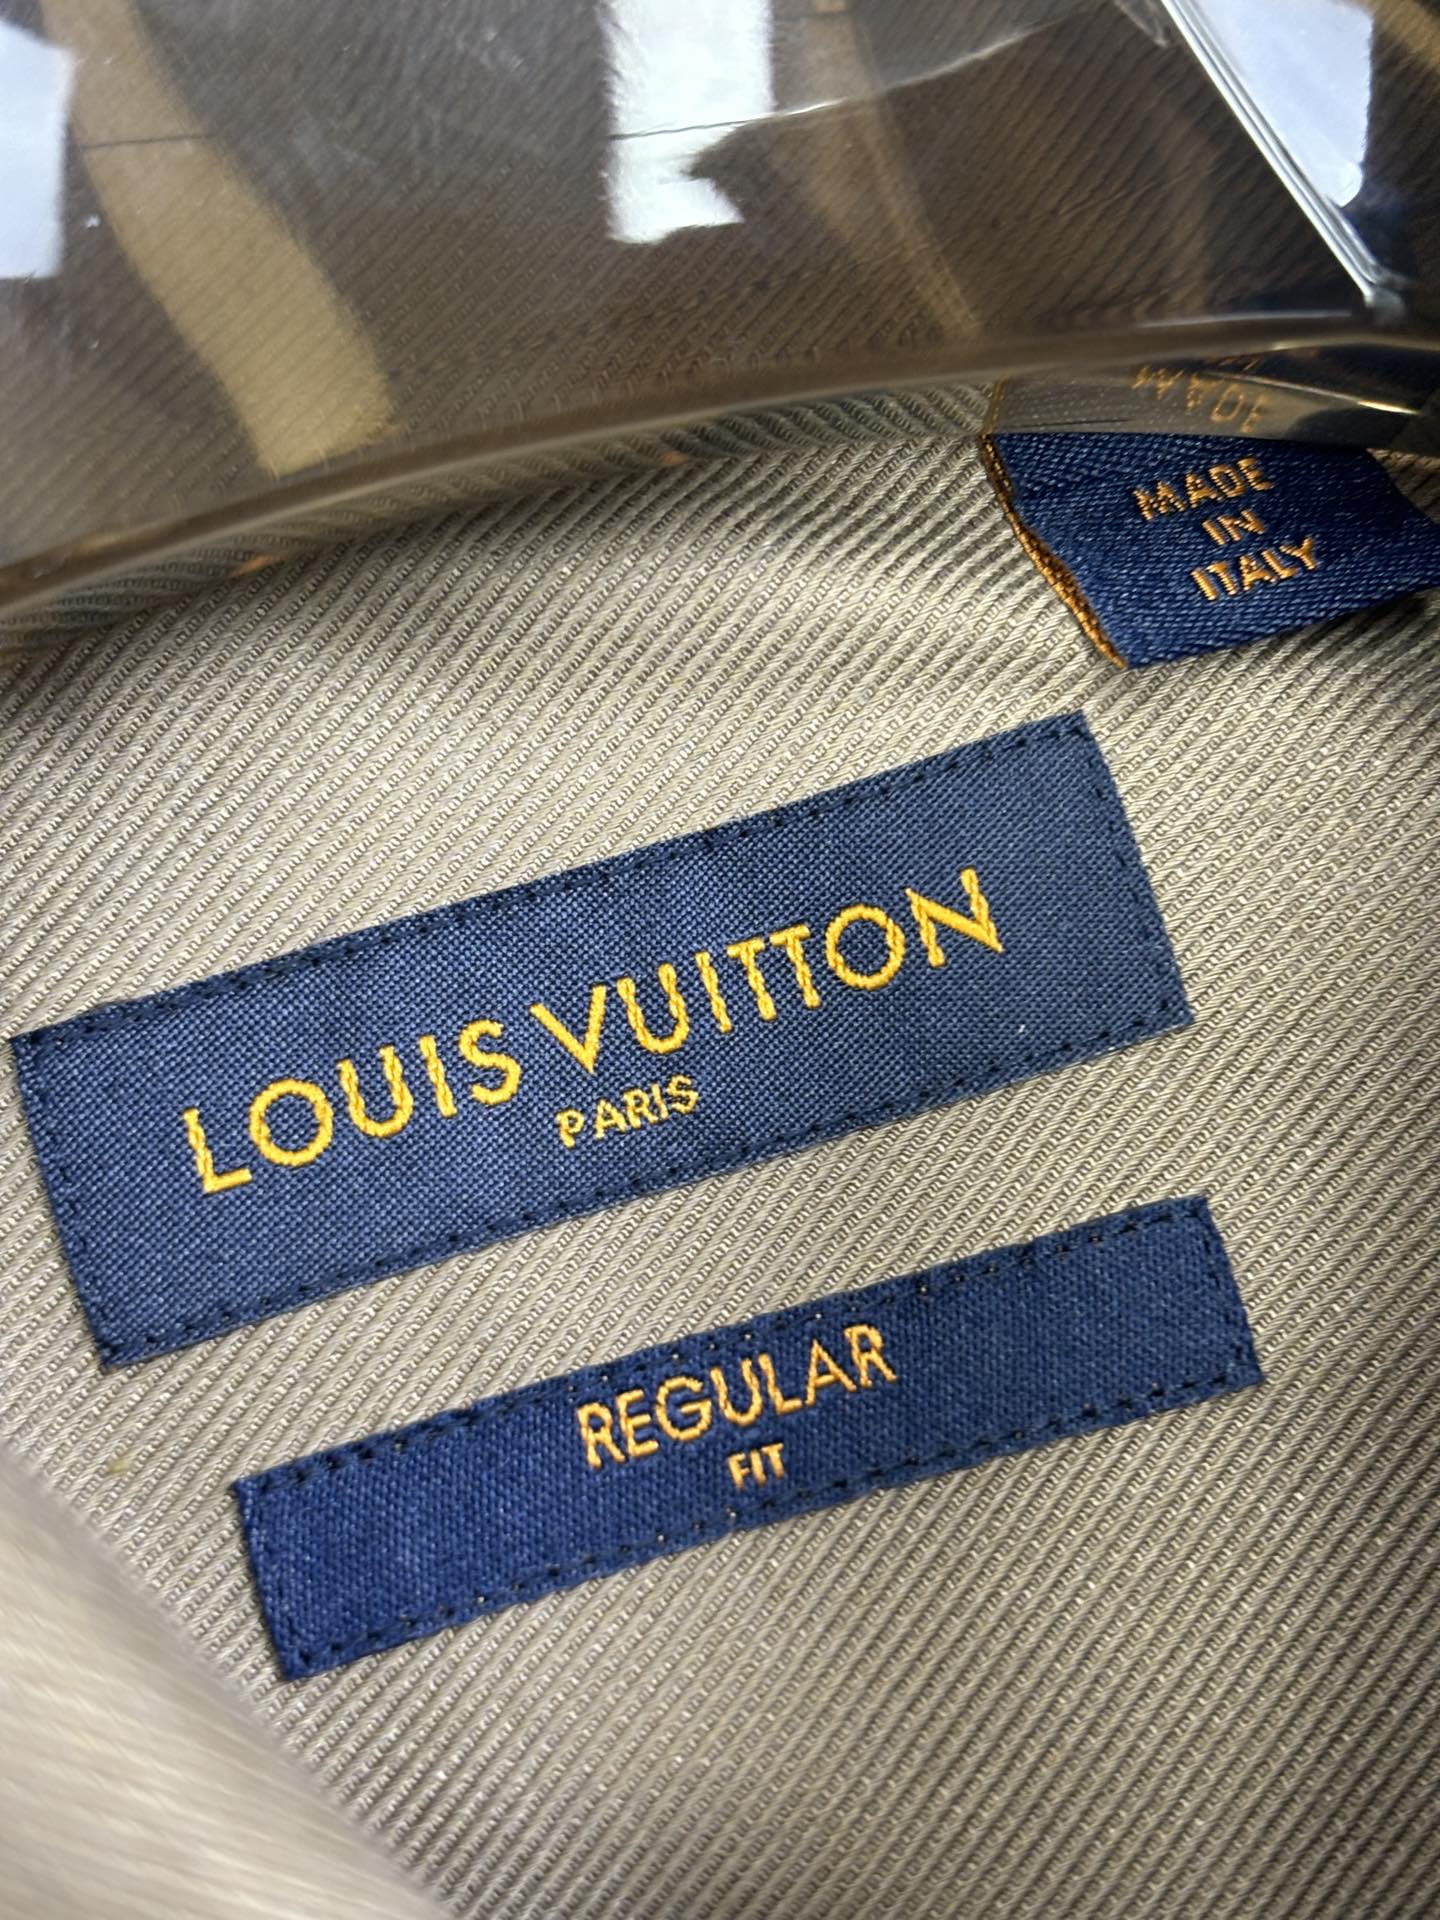 MADE
IN
ITALY
LOUIS VUITTON
PARIS
REGULAR
FIT